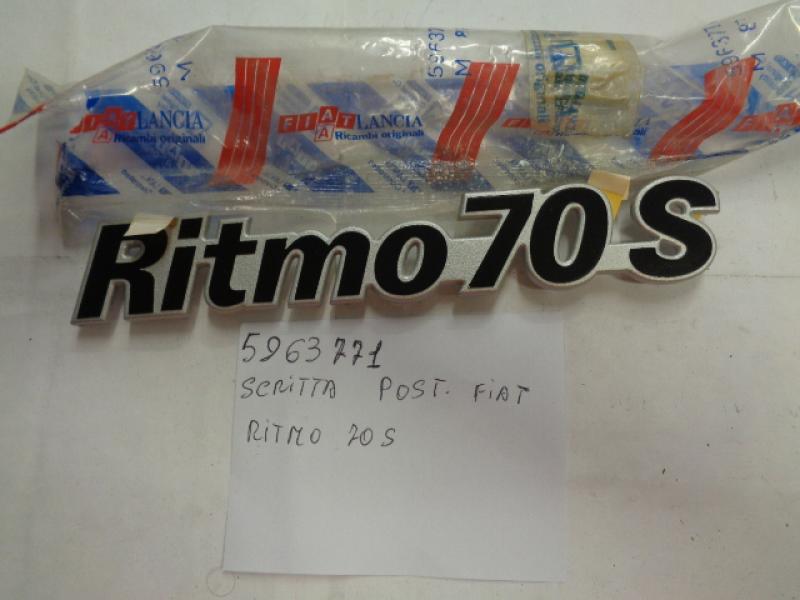 FIAT LANCIA
Ricambi originali
FIAT LANCIA
Ricambi originali
Ritmo 70 S
5963771
SCRITTA POST. FIAT
RITMO 70 S